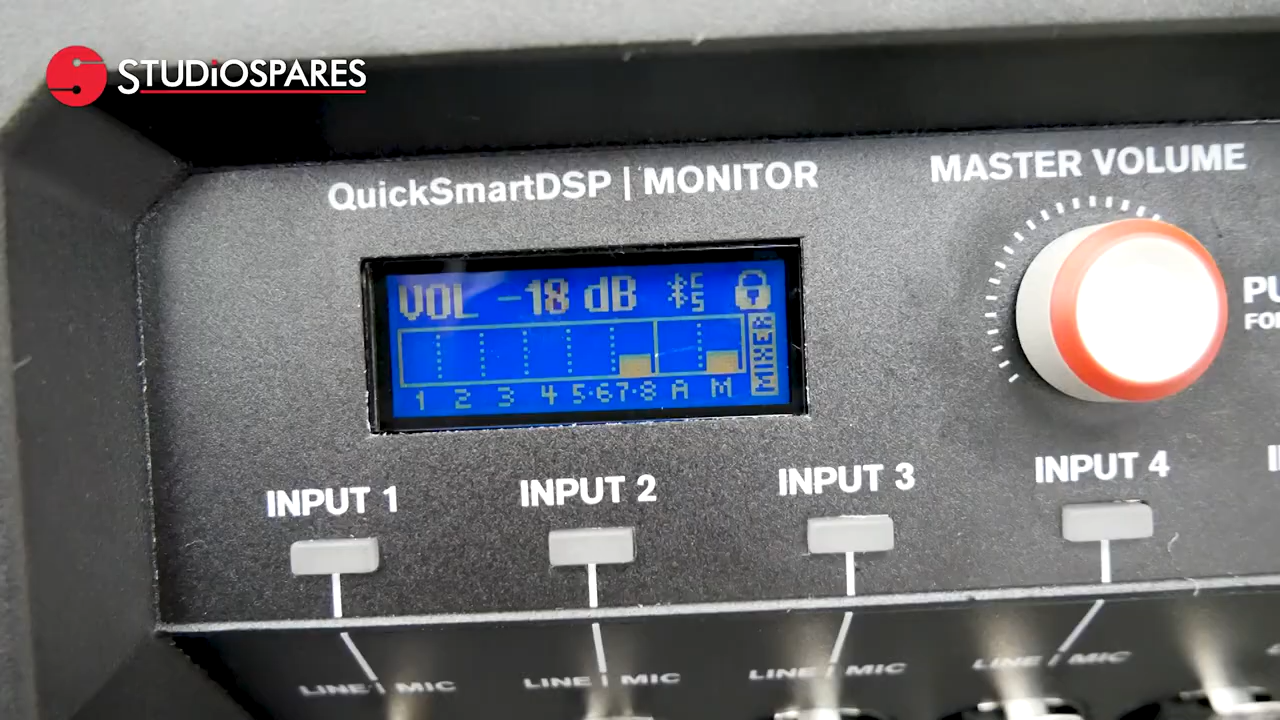 STUDiOSPARES
QuickSmartDSP | MONITOR
MASTER VOLUME
VOL -18 dB
MIXER
1 2 3 4 5·6 7·8 A M
INPUT 1
INPUT 2
INPUT 3
INPUT 4
LINE | MIC
LINE | MIC
LINE | MIC
LINE | MIC